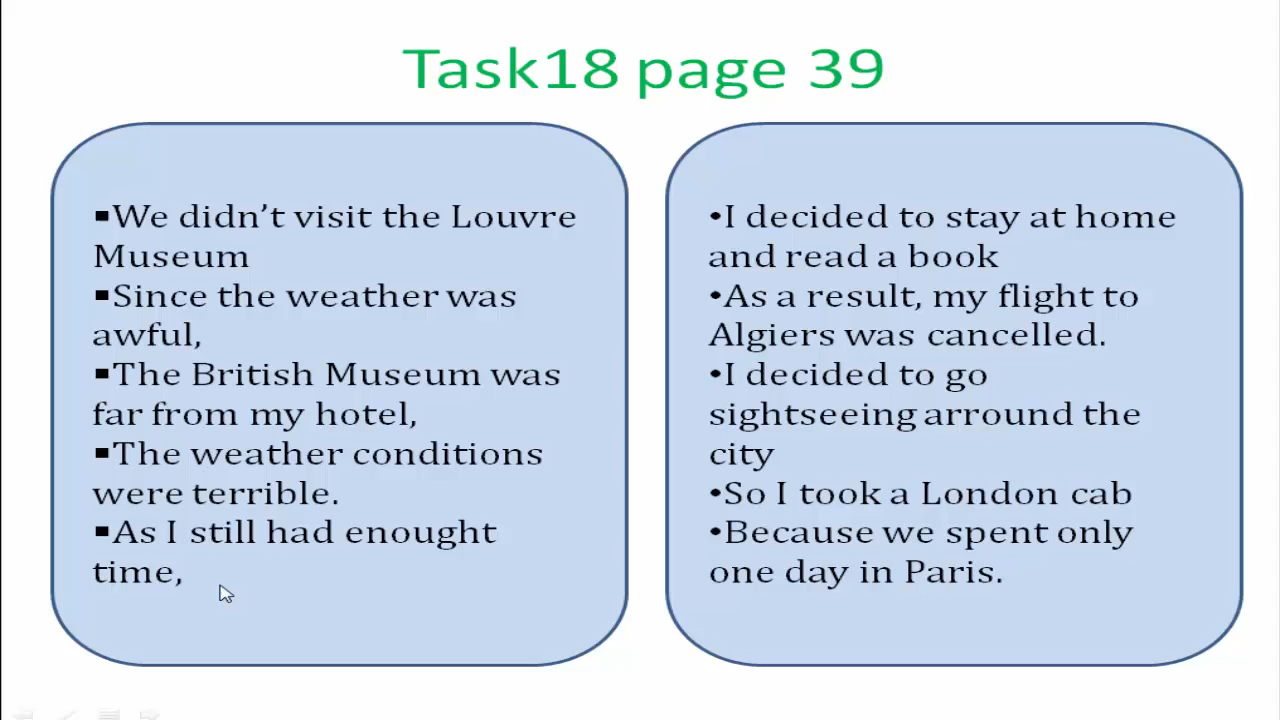 Task18 page 39
▪We didn’t visit the Louvre
Museum
▪Since the weather was
awful,
▪The British Museum was
far from my hotel,
▪The weather conditions
were terrible.
▪As I still had enought
time,
•I decided to stay at home
and read a book
•As a result, my flight to
Algiers was cancelled.
•I decided to go
sightseeing arround the
city
•So I took a London cab
•Because we spent only
one day in Paris.